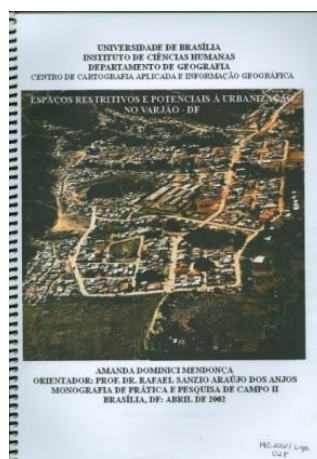 UNIVERSIDADE DE BRASÍLIA
INSTITUTO DE CIÊNCIAS HUMANAS
DEPARTAMENTO DE GEOGRAFIA
CENTRO DE CARTOGRAFIA APLICADA E INFORMAÇÃO GEOGRÁFICA
ESPAÇOS RESTRITIVOS E POTENCIAIS À URBANIZAÇÃO
NO VARJÃO - DF
AMANDA DOMINICI MENDONÇA
ORIENTADOR: PROF. DR. RAFAEL SANZIO ARAÚJO DOS ANJOS
MONOGRAFIA DE PRÁTICA E PESQUISA DE CAMPO II
BRASÍLIA, DF: ABRIL DE 2002